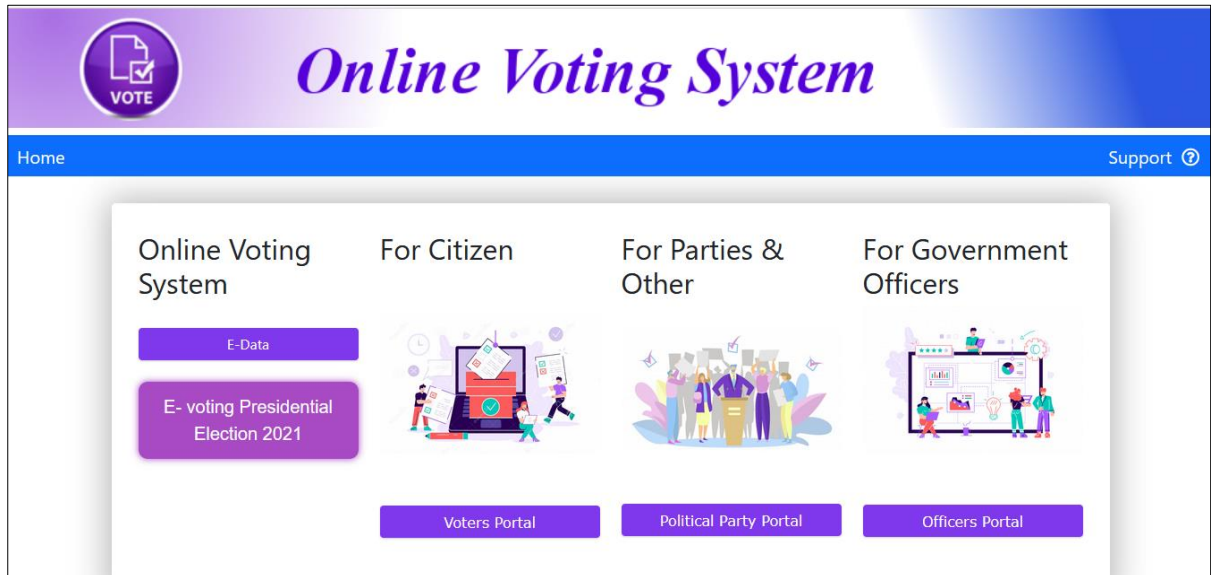 VOTE
Online Voting System
Home
Support
Online Voting
System
E-Data
E- voting Presidential
Election 2021
For Citizen
Voters Portal
For Parties &
Other
Political Party Portal
For Government
Officers
Officers Portal